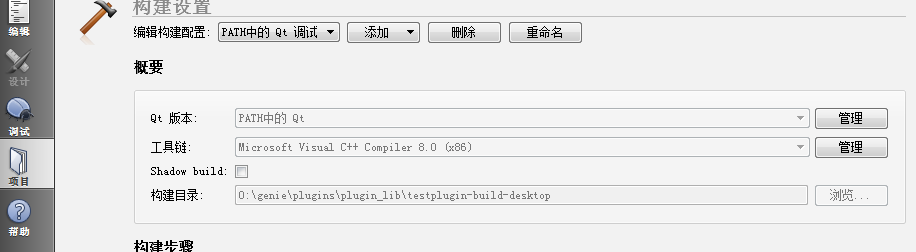 构建设置
编辑
编辑构建配置: PATH中的 Qt 调试 添加 删除 重命名
设计
概要
调试
Qt 版本: PATH中的 Qt 管理
工具链: Microsoft Visual C++ Compiler 8.0 (x86) 管理
项目
Shadow build:
构建目录: O:\genie\plugins\plugin_lib\testplugin-build-desktop 浏览...
帮助
构建步骤